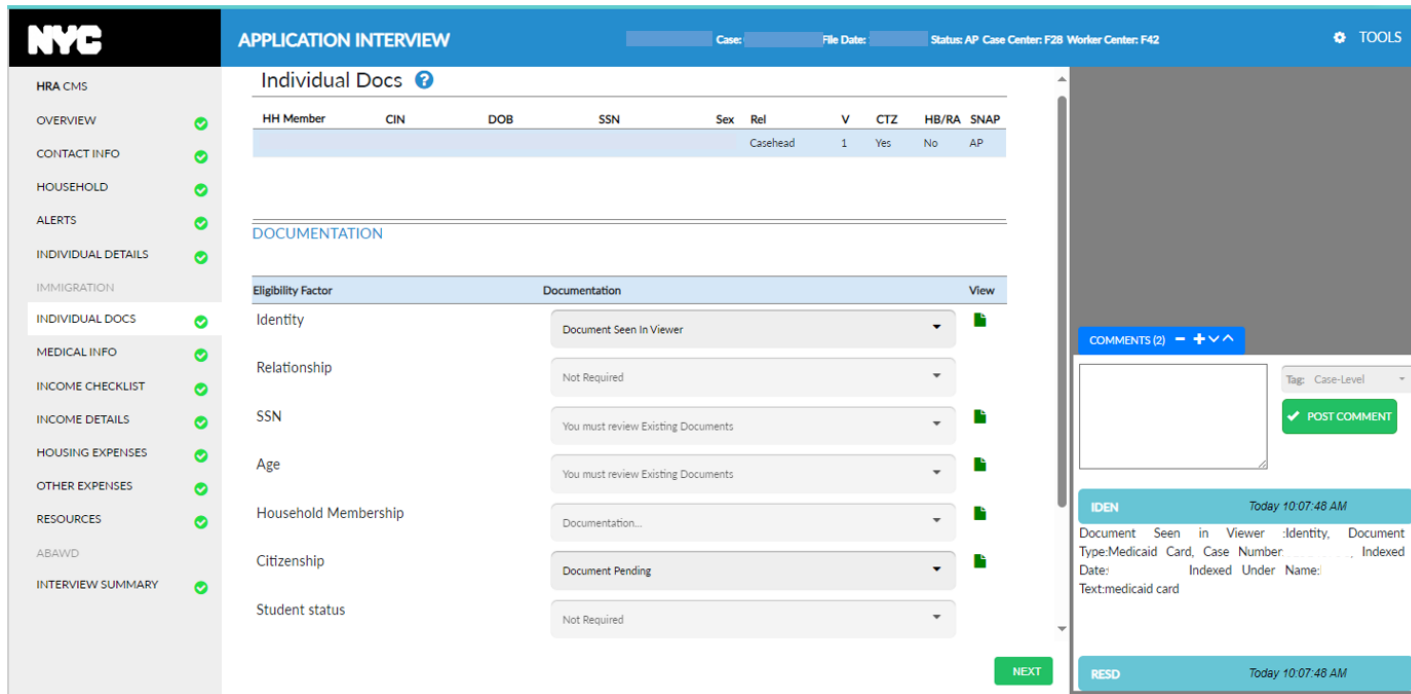 NYC
APPLICATION INTERVIEW
Case: File Date: Status: AP Case Center: F28 Worker Center: F42
TOOLS
HRA CMS
OVERVIEW
CONTACT INFO
HOUSEHOLD
ALERTS
INDIVIDUAL DETAILS
IMMIGRATION
INDIVIDUAL DOCS
MEDICAL INFO
INCOME CHECKLIST
INCOME DETAILS
HOUSING EXPENSES
OTHER EXPENSES
RESOURCES
ABAWD
INTERVIEW SUMMARY
Individual Docs ?
HH Member CIN DOB SSN Sex Rel V CTZ HB/RA SNAP
Casehead 1 Yes No AP
DOCUMENTATION
Eligibility Factor Documentation View
Identity Document Seen In Viewer
Relationship Not Required
SSN You must review Existing Documents
Age You must review Existing Documents
Household Membership Documentation...
Citizenship Document Pending
Student status Not Required
NEXT
COMMENTS (2)
Tag: Case-Level
POST COMMENT
IDEN Today 10:07:48 AM
Document Seen in Viewer :Identity, Document
Type:Medicaid Card, Case Number: , Indexed
Date: Indexed Under Name:
Text:medicaid card
RESD Today 10:07:48 AM